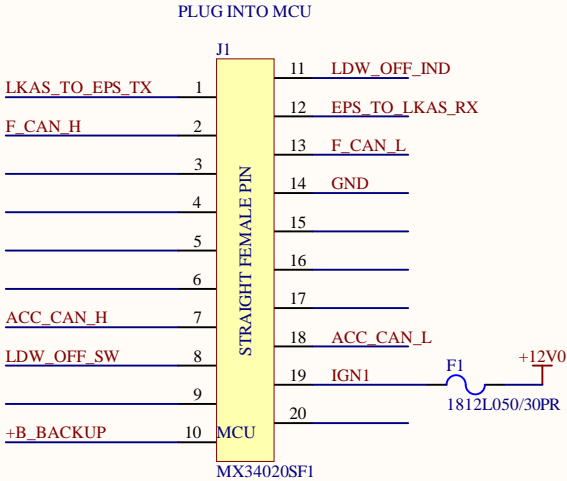 PLUG INTO MCU
J1
LKAS_TO_EPS_TX 1
F_CAN_H 2
3
4
5
6
ACC_CAN_H 7
LDW_OFF_SW 8
9
+B_BACKUP 10
STRAIGHT FEMALE PIN
MCU
11 LDW_OFF_IND
12 EPS_TO_LKAS_RX
13 F_CAN_L
14 GND
15
16
17
18 ACC_CAN_L
19 IGN1
20
F1
1812L050/30PR
+12V0
MX34020SF1